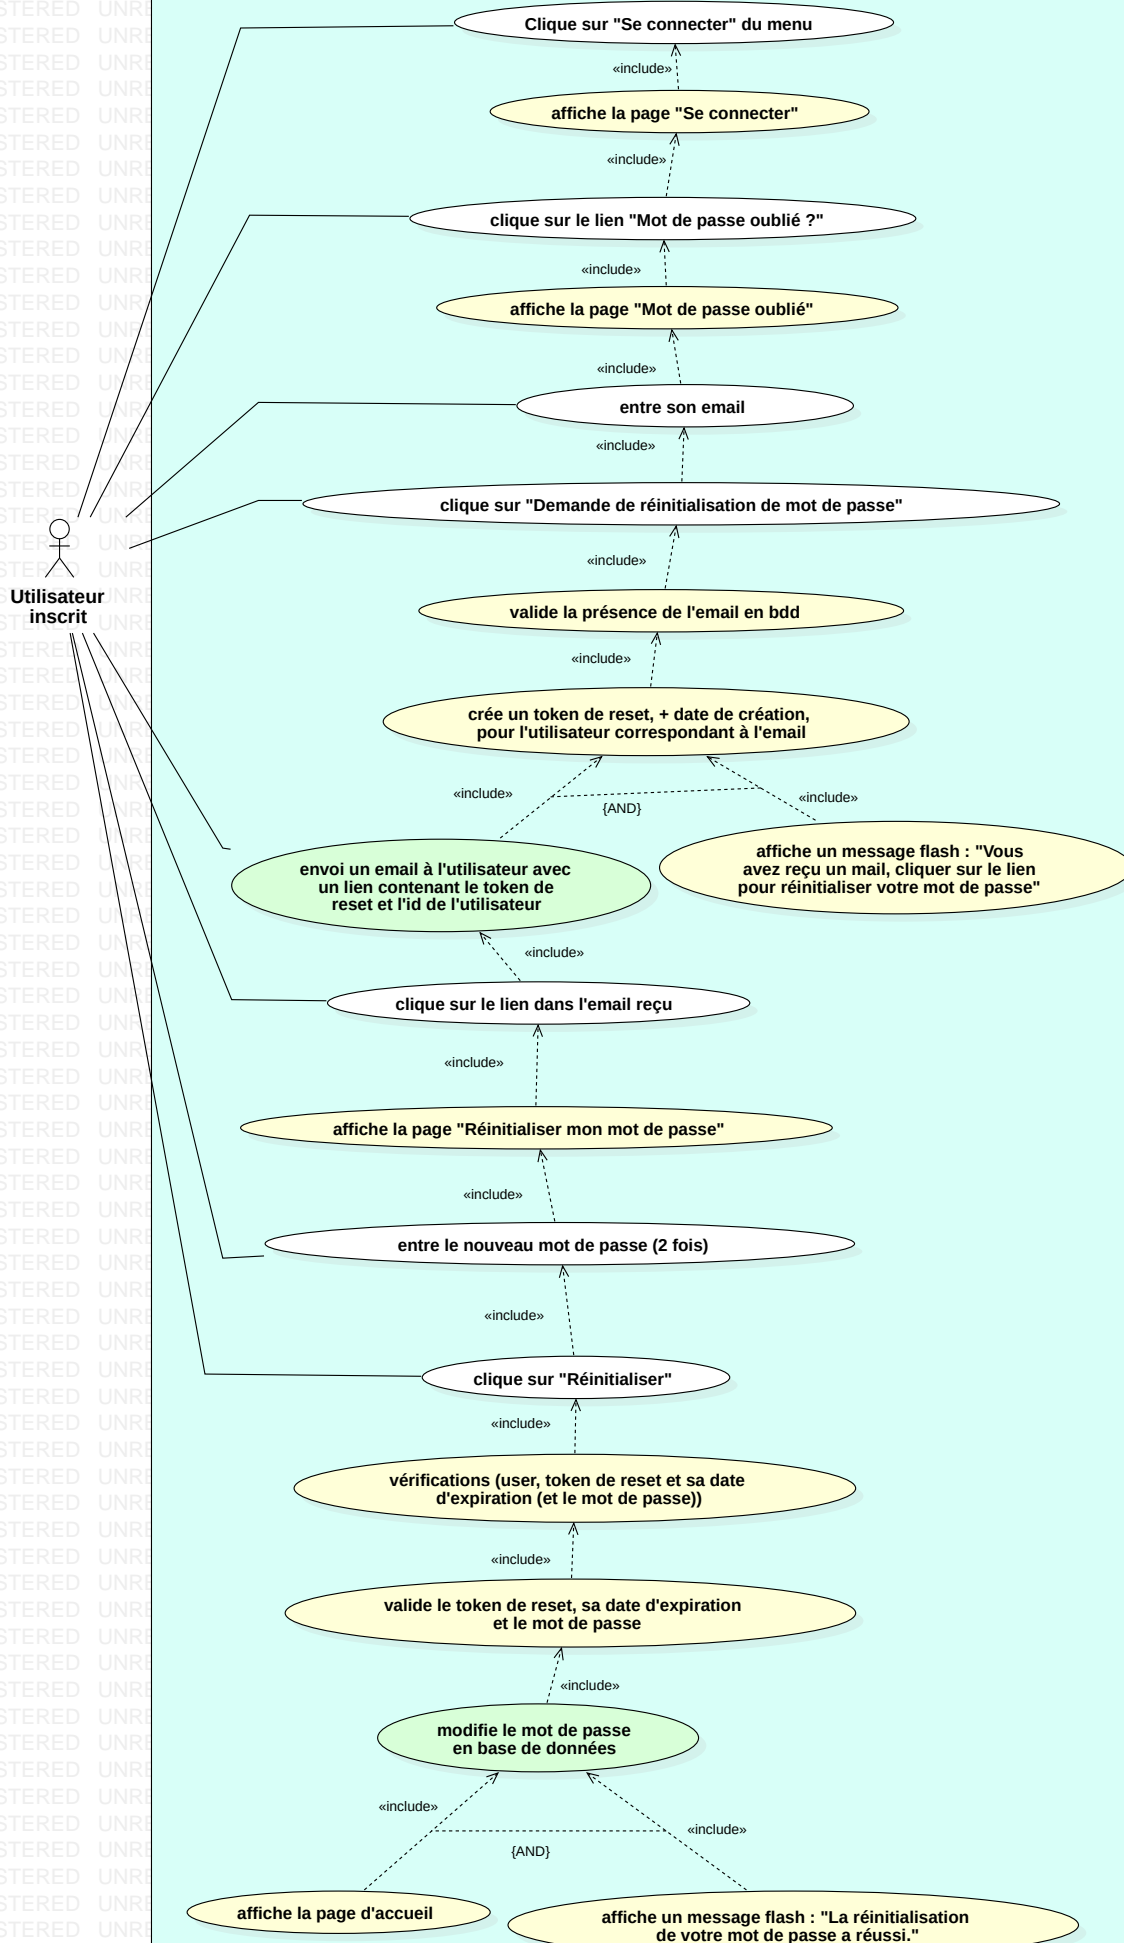 Clique sur "Se connecter" du menu
«include»
affiche la page "Se connecter"
«include»
clique sur le lien "Mot de passe oublié ?"
«include»
affiche la page "Mot de passe oublié"
«include»
entre son email
«include»
clique sur "Demande de réinitialisation de mot de passe"
«include»
Utilisateur
inscrit
valide la présence de l'email en bdd
«include»
crée un token de reset, + date de création,
pour l'utilisateur correspondant à l'email
«include»
{AND}
«include»
envoi un email à l'utilisateur avec
un lien contenant le token de
reset et l'id de l'utilisateur
affiche un message flash : "Vous
avez reçu un mail, cliquer sur le lien
pour réinitialiser votre mot de passe"
«include»
clique sur le lien dans l'email reçu
«include»
affiche la page "Réinitialiser mon mot de passe"
«include»
entre le nouveau mot de passe (2 fois)
«include»
clique sur "Réinitialiser"
«include»
vérifications (user, token de reset et sa date
d'expiration (et le mot de passe))
«include»
valide le token de reset, sa date d'expiration
et le mot de passe
«include»
modifie le mot de passe
en base de données
«include»
{AND}
«include»
affiche la page d'accueil
affiche un message flash : "La réinitialisation
de votre mot de passe a réussi."